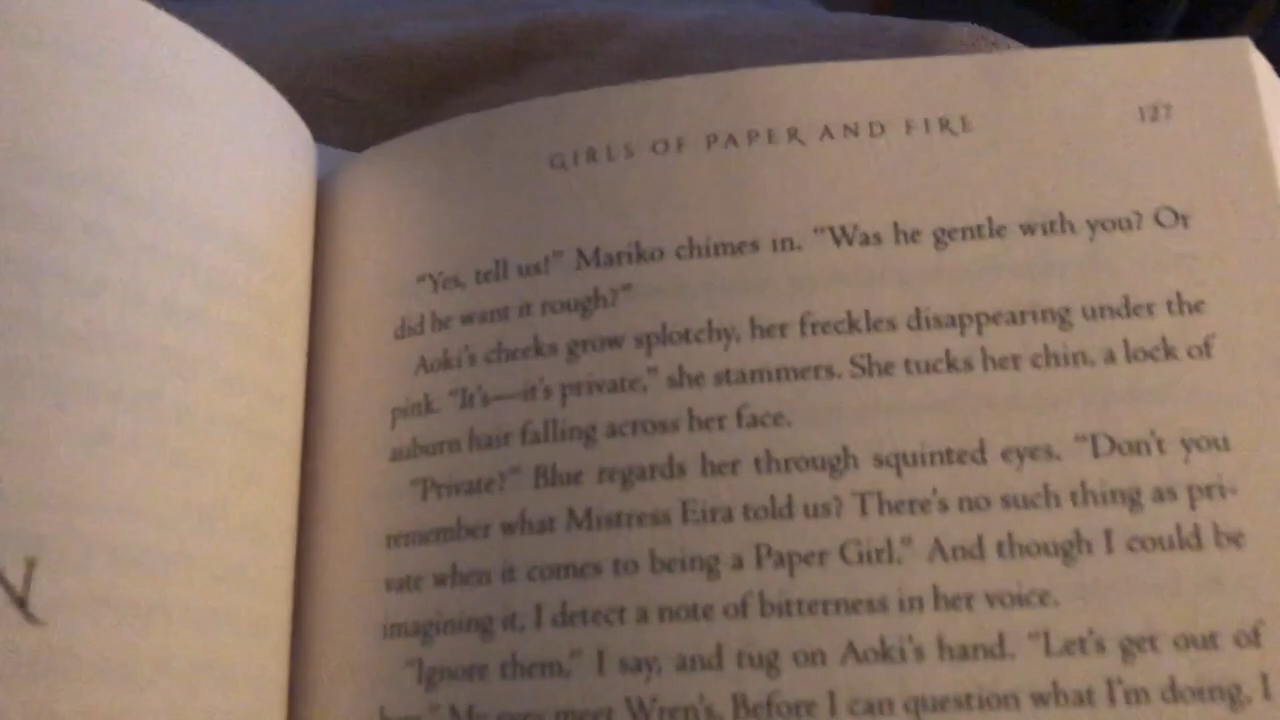 GIRLS OF PAPER AND FIRE 127
"Yes, tell us!" Mariko chimes in. "Was he gentle with you? Or
did he want it rough?"
Aoki's cheeks grow splotchy, her freckles disappearing under the
pink. "It's—it's private," she stammers. She tucks her chin, a lock of
auburn hair falling across her face.
"Private?" Blue regards her through squinted eyes. "Don't you
remember what Mistress Eira told us? There's no such thing as pri-
vate when it comes to being a Paper Girl." And though I could be
imagining it, I detect a note of bitterness in her voice.
"Ignore them," I say, and tug on Aoki's hand. "Let's get out of
here." My eyes meet Wren's. Before I can question what I'm doing, I